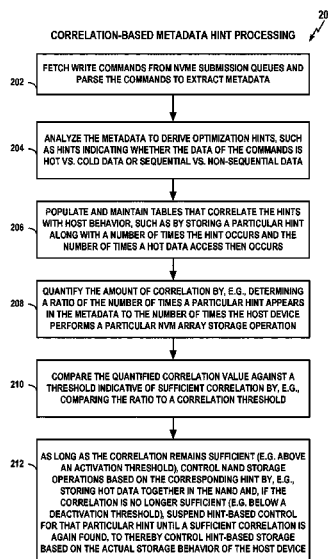 20
CORRELATION-BASED METADATA HINT PROCESSING
202
FETCH WRITE COMMANDS FROM NVME SUBMISSION QUEUES AND
PARSE THE COMMANDS TO EXTRACT METADATA
204
ANALYZE THE METADATA TO DERIVE OPTIMIZATION HINTS, SUCH
AS HINTS INDICATING WHETHER THE DATA OF THE COMMANDS IS
HOT VS. COLD DATA OR SEQUENTIAL VS. NON-SEQUENTIAL DATA
206
POPULATE AND MAINTAIN TABLES THAT CORRELATE THE HINTS
WITH HOST BEHAVIOR, SUCH AS BY STORING A PARTICULAR HINT
ALONG WITH A NUMBER OF TIMES THE HINT OCCURS AND THE
NUMBER OF TIMES A HOT DATA ACCESS THEN OCCURS
208
QUANTIFY THE AMOUNT OF CORRELATION BY, E.G., DETERMINING
A RATIO OF THE NUMBER OF TIMES A PARTICULAR HINT APPEARS
IN THE METADATA TO THE NUMBER OF TIMES THE HOST DEVICE
PERFORMS A PARTICULAR NVM ARRAY STORAGE OPERATION
210
COMPARE THE QUANTIFIED CORRELATION VALUE AGAINST A
THRESHOLD INDICATIVE OF SUFFICIENT CORRELATION BY, E.G.,
COMPARING THE RATIO TO A CORRELATION THRESHOLD
212
AS LONG AS THE CORRELATION REMAINS SUFFICIENT (E.G. ABOVE
AN ACTIVATION THRESHOLD), CONTROL NAND STORAGE
OPERATIONS BASED ON THE CORRESPONDING HINT BY, E.G.,
STORING HOT DATA TOGETHER IN THE NAND AND, IF THE
CORRELATION IS NO LONGER SUFFICIENT (E.G. BELOW A
DEACTIVATION THRESHOLD), SUSPEND HINT-BASED CONTROL
FOR THAT PARTICULAR HINT UNTIL A SUFFICIENT CORRELATION IS
AGAIN FOUND, TO THEREBY CONTROL HINT-BASED STORAGE
BASED ON THE ACTUAL STORAGE BEHAVIOR OF THE HOST DEVICE